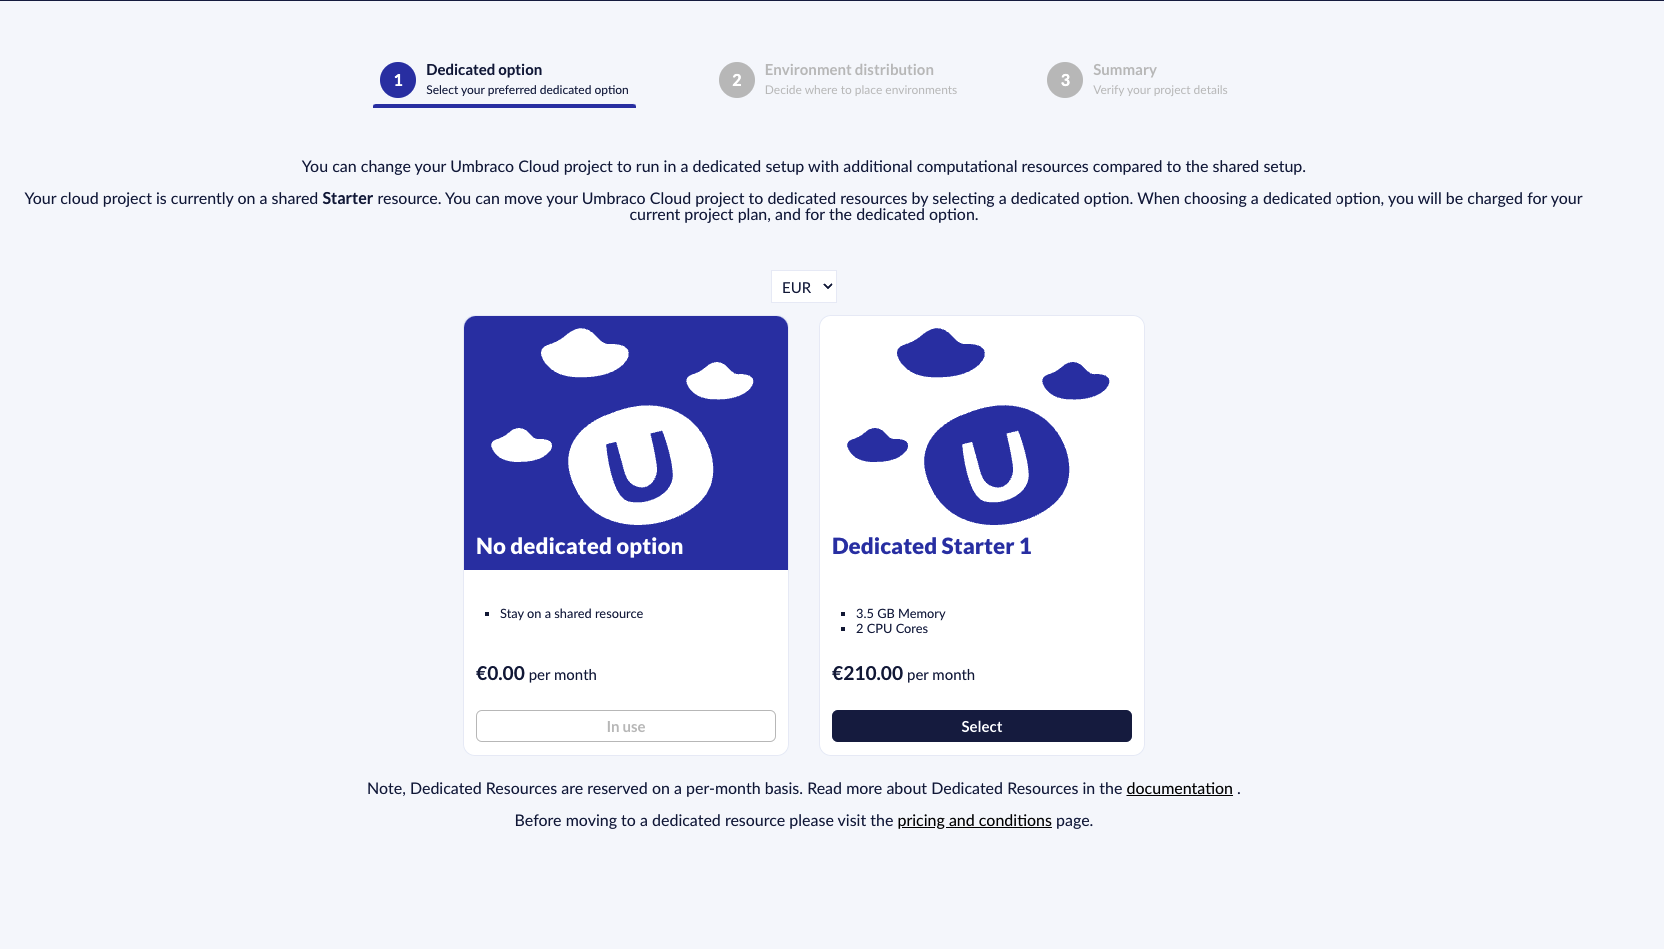 1
Dedicated option
Select your preferred dedicated option
2
Environment distribution
Decide where to place environments
3
Summary
Verify your project details
You can change your Umbraco Cloud project to run in a dedicated setup with additional computational resources compared to the shared setup.
Your cloud project is currently on a shared Starter resource. You can move your Umbraco Cloud project to dedicated resources by selecting a dedicated option. When choosing a dedicated option, you will be charged for your
current project plan, and for the dedicated option.
EUR
U
No dedicated option
Stay on a shared resource
€0.00 per month
In use
U
Dedicated Starter 1
3.5 GB Memory
2 CPU Cores
€210.00 per month
Select
Note, Dedicated Resources are reserved on a per-month basis. Read more about Dedicated Resources in the documentation .
Before moving to a dedicated resource please visit the pricing and conditions page.